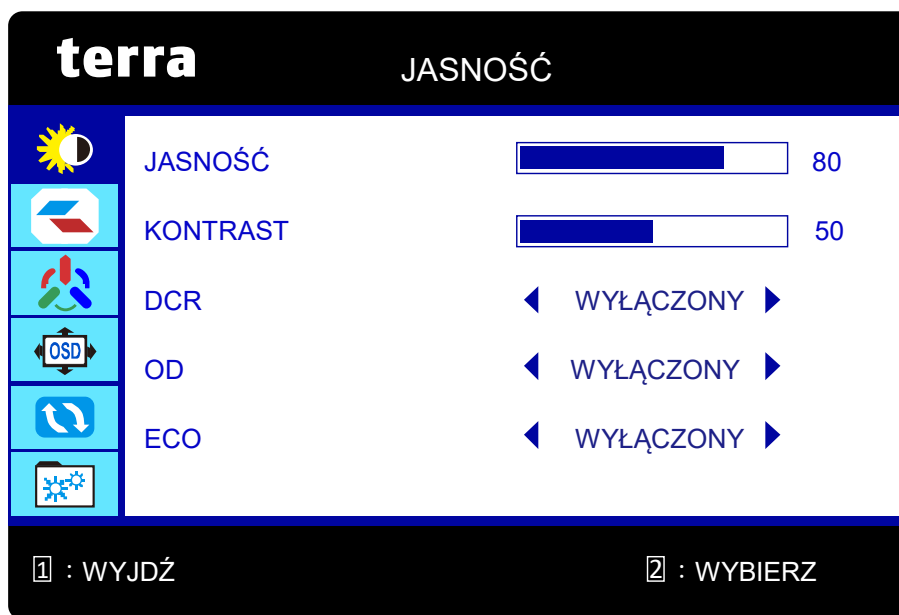 terra
JASNOŚĆ
JASNOŚĆ 80
KONTRAST 50
DCR WYŁĄCZONY
OSD
OD WYŁĄCZONY
ECO WYŁĄCZONY
1 : WYJDŹ 2 : WYBIERZ